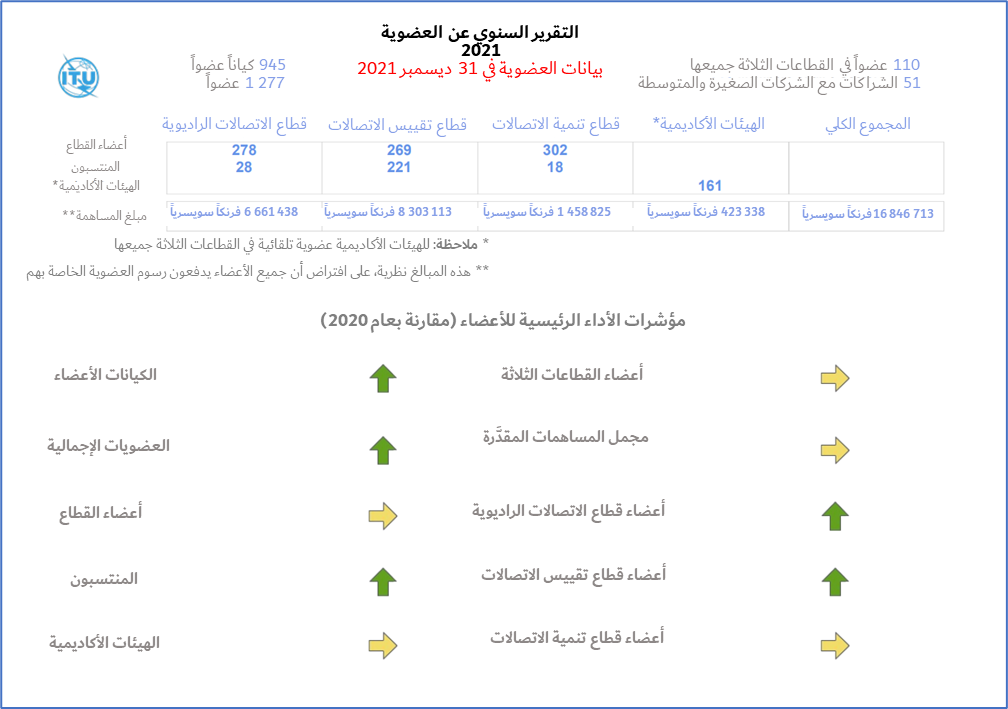 التقرير السنوي عن العضوية
2021
بيانات العضوية في 31 ديسمبر 2021
110 عضواً في القطاعات الثلاثة جميعها
51 الشراكات مع الشركات الصغيرة والمتوسطة
945 كياناً عضواً
1 277 عضواً
ITU
المجموع الكلي
الهيئات الأكاديمية*
قطاع تنمية الاتصالات
قطاع تقييس الاتصالات
قطاع الاتصالات الراديوية
أعضاء القطاع 278 269 302
المنتسبون 28 221 18
الهيئات الأكاديمية* 161
مبلغ المساهمة** 6 661 438 فرنكاً سويسرياً 8 303 113 فرنكاً سويسرياً 1 458 825 فرنكاً سويسرياً 423 338 فرنكاً سويسرياً 16 846 713 فرنكاً سويسرياً
* ملاحظة: للهيئات الأكاديمية عضوية تلقائية في القطاعات الثلاثة جميعها
** هذه المبالغ نظرية، على افتراض أن جميع الأعضاء يدفعون رسوم العضوية الخاصة بهم
مؤشرات الأداء الرئيسية للأعضاء (مقارنة بعام 2020)
أعضاء القطاعات الثلاثة
الكيانات الأعضاء
مجمل المساهمات المقدَّرة
العضويات الإجمالية
أعضاء قطاع الاتصالات الراديوية
أعضاء القطاع
أعضاء قطاع تقييس الاتصالات
المنتسبون
أعضاء قطاع تنمية الاتصالات
الهيئات الأكاديمية